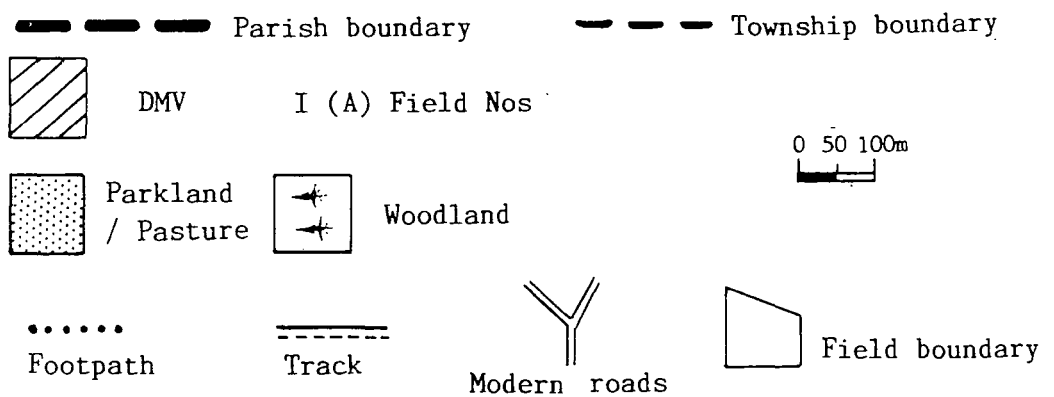 Parish boundary
Township boundary
DMV
I (A) Field Nos
0 50 100m
Parkland
/ Pasture
Woodland
Footpath
Track
Modern roads
Field boundary